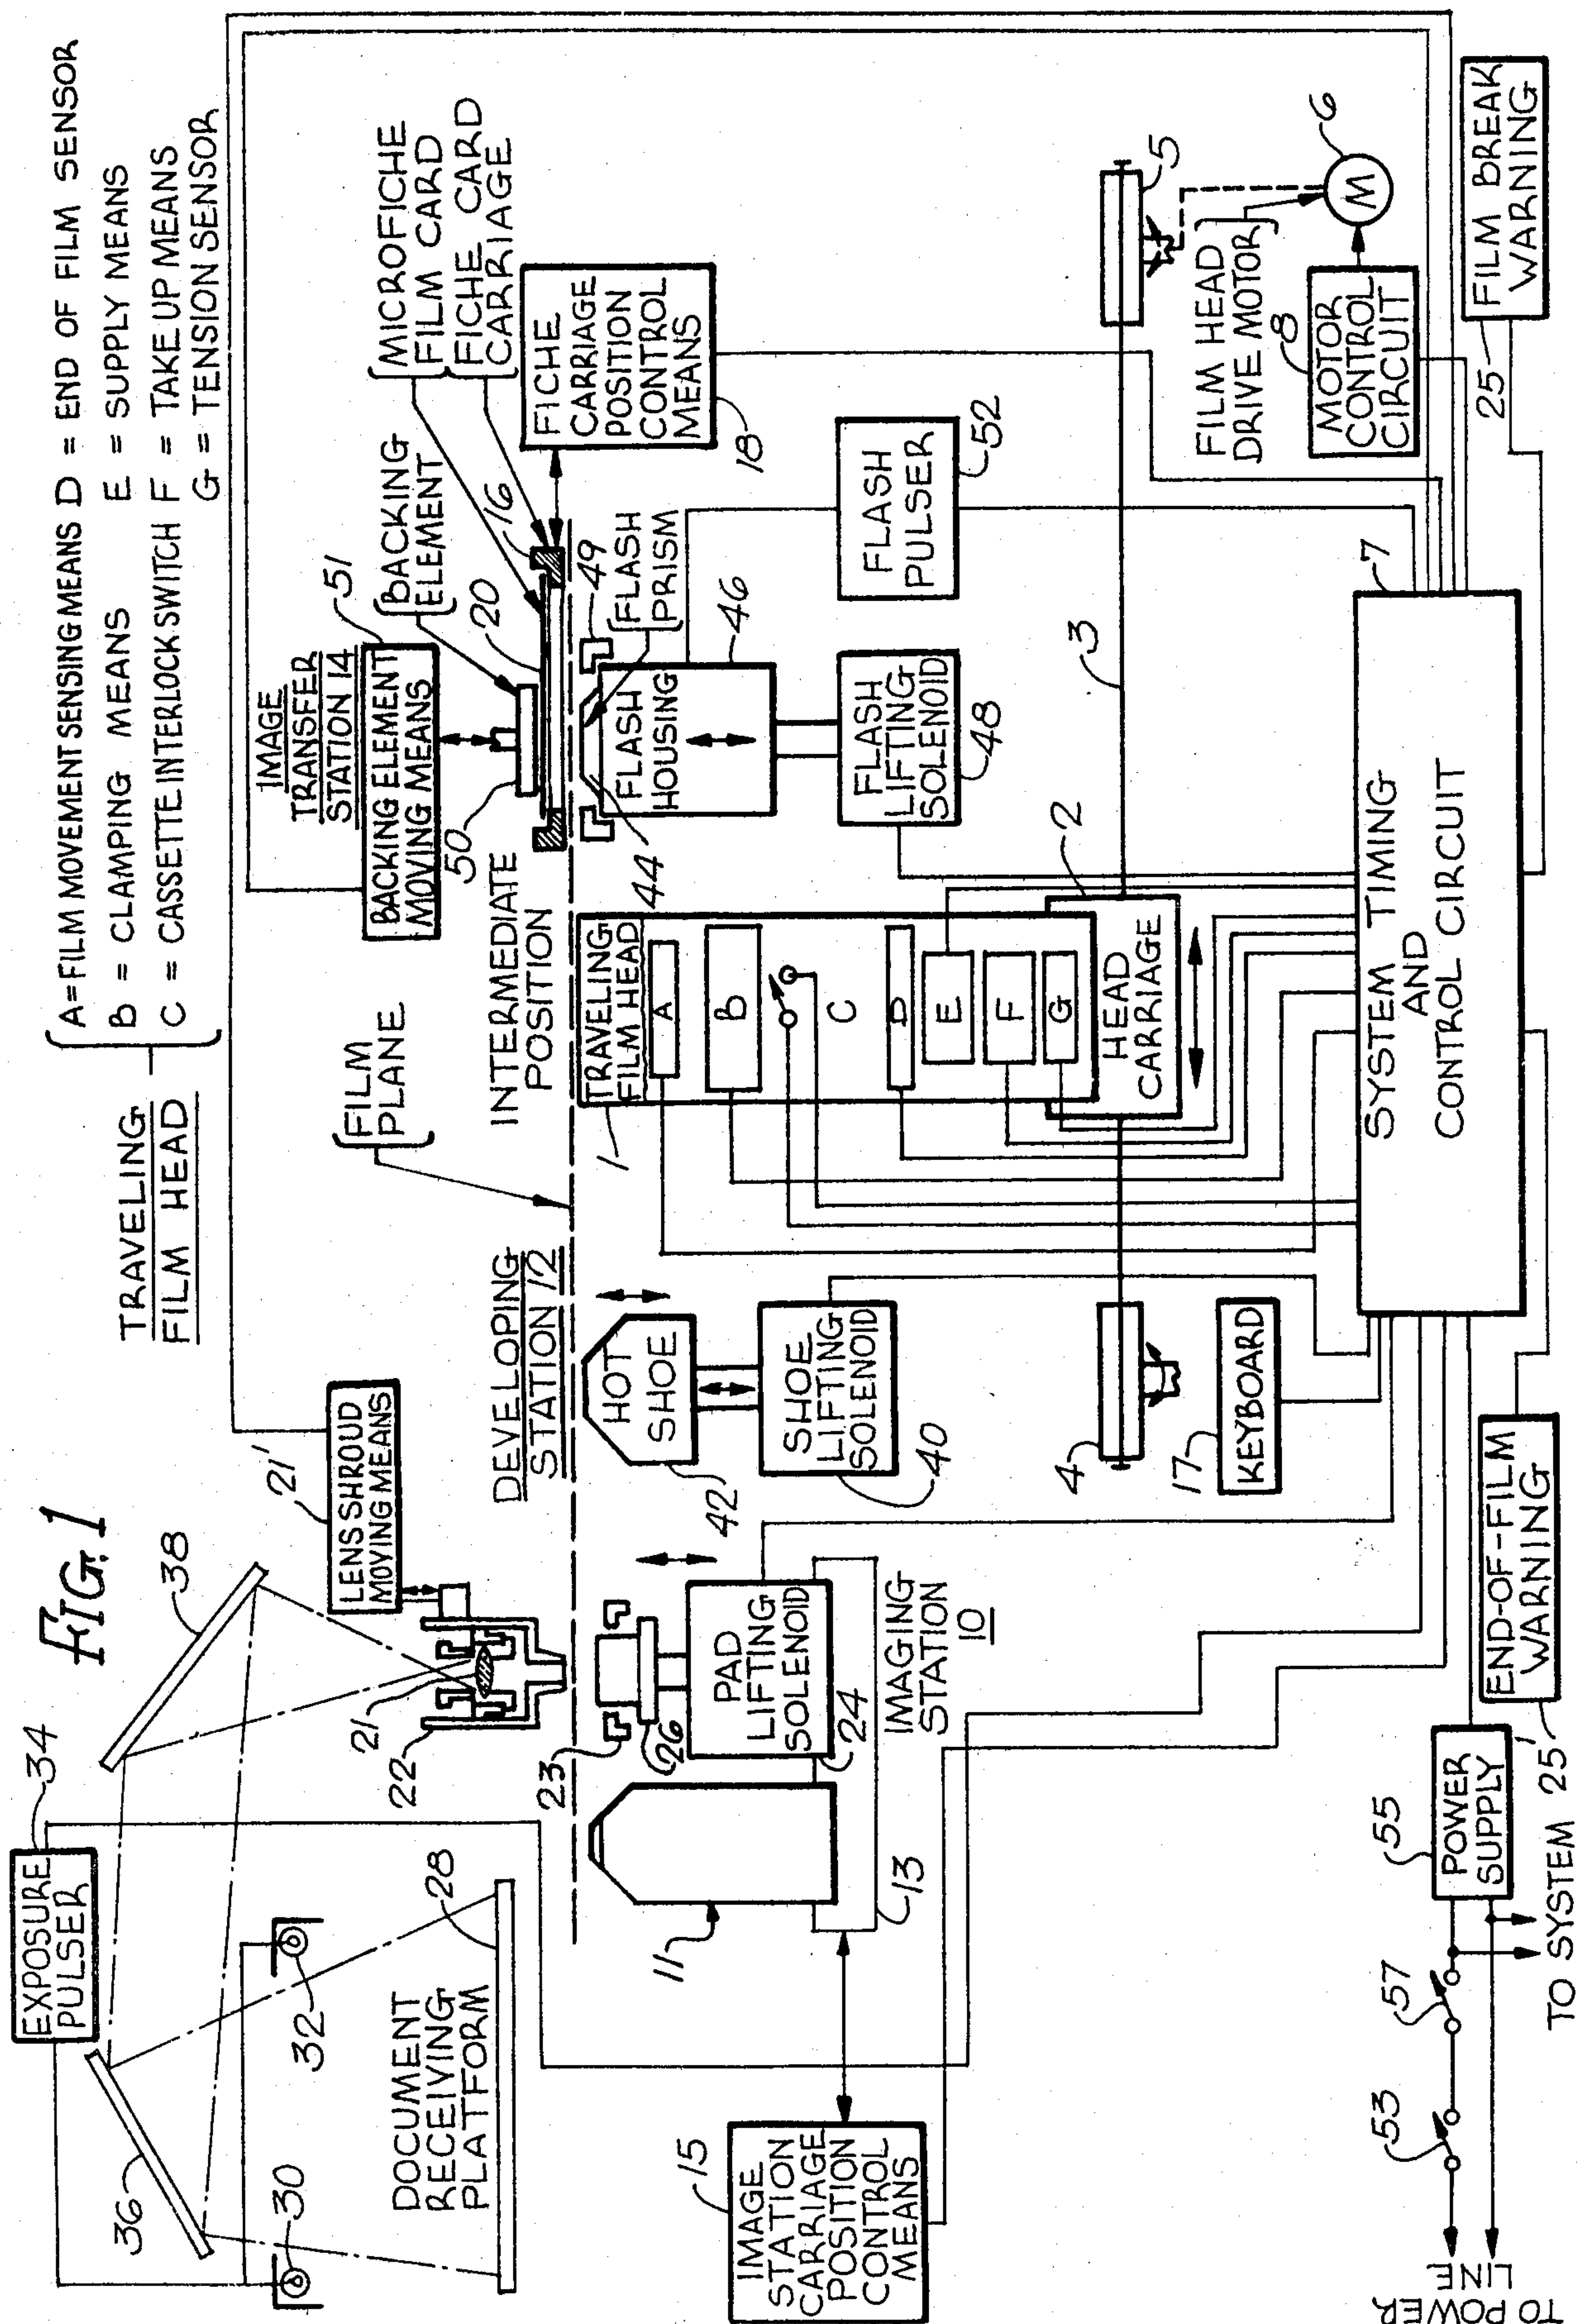 FIG. 1
TRAVELING
FILM HEAD
A = FILM MOVEMENT SENSING MEANS
B = CLAMPING MEANS
C = CASSETTE INTERLOCK SWITCH
D = END OF FILM SENSOR
E = SUPPLY MEANS
F = TAKE UP MEANS
G = TENSION SENSOR
EXPOSURE
PULSER
34
36
38
30
32
28
DOCUMENT
RECEIVING
PLATFORM
21'
LENS SHROUD
MOVING MEANS
21
22
FILM
PLANE
IMAGE
TRANSFER
STATION 14
51
BACKING ELEMENT
MOVING MEANS
BACKING
ELEMENT
MICROFICHE
FILM CARD
FICHE CARD
CARRIAGE
50
20
16
DEVELOPING
STATION 12
INTERMEDIATE
POSITION
FICHE
CARRIAGE
POSITION
CONTROL
MEANS
18
23
26
11
13
PAD
LIFTING
SOLENOID
24
IMAGING
STATION
10
HOT
SHOE
42
SHOE
LIFTING
SOLENOID
40
1
TRAVELING
FILM HEAD
A
B
C
D
E
F
G
HEAD
CARRIAGE
2
44
49
FLASH
PRISM
FLASH
HOUSING
46
FLASH
LIFTING
SOLENOID
48
FLASH
PULSER
52
15
IMAGE
STATION
CARRIAGE
POSITION
CONTROL
MEANS
3
4
5
17
KEYBOARD
FILM HEAD
DRIVE MOTOR
M
6
8
MOTOR
CONTROL
CIRCUIT
7
SYSTEM TIMING
AND
CONTROL CIRCUIT
25
FILM BREAK
WARNING
END-OF-FILM
WARNING
25'
55
POWER
SUPPLY
53
57
TO SYSTEM
TO POWER
LINE